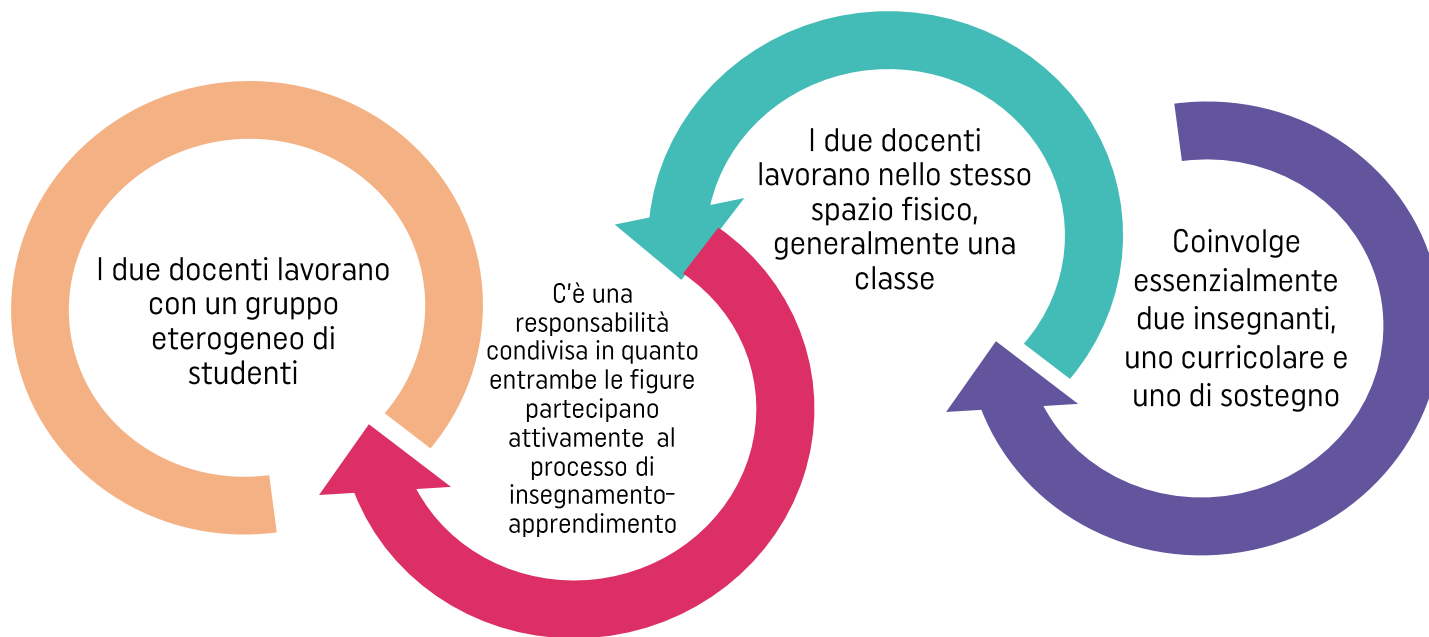 I due docenti lavorano
con un gruppo
eterogeneo di
studenti
C'è una
responsabilità
condivisa in quanto
entrambe le figure
partecipano
attivamente al
processo di
insegnamento-
apprendimento
I due docenti
lavorano nello stesso
spazio fisico,
generalmente una
classe
Coinvolge
essenzialmente
due insegnanti,
uno curricolare e
uno di sostegno